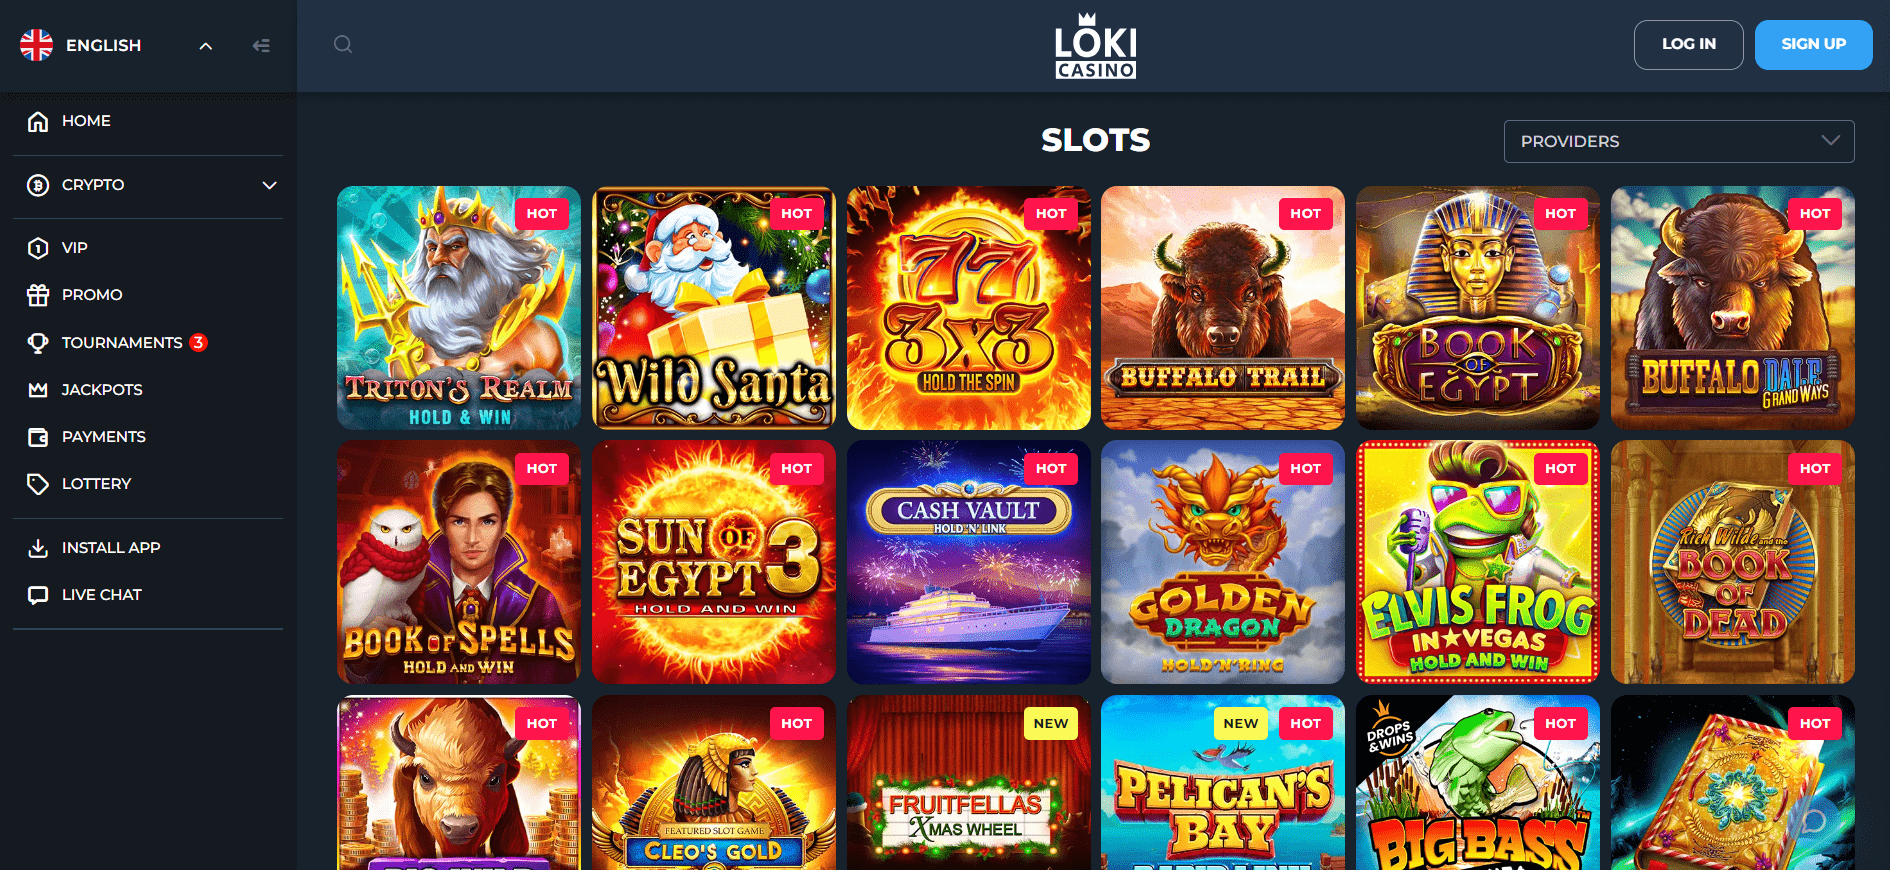 ENGLISH
LOKI
CASINO
LOG IN
SIGN UP
HOME
CRYPTO
VIP
PROMO
TOURNAMENTS 3
JACKPOTS
PAYMENTS
LOTTERY
INSTALL APP
LIVE CHAT
SLOTS
PROVIDERS
HOT
TRITON'S REALM
HOLD & WIN
HOT
Wild Santa
HOT
77
3x3
HOLD THE SPIN
HOT
BUFFALO TRAIL
HOT
BOOK
OF
EGYPT
HOT
BUFFALO DALE
GRANDWAYS
HOT
BOOK OF SPELLS
HOLD AND WIN
HOT
SUN OF
EGYPT 3
HOLD AND WIN
HOT
CASH VAULT
HOLD 'N' LINK
HOT
GOLDEN
DRAGON
HOLD'N'RING
HOT
ELVIS FROG
IN★VEGAS
HOLD AND WIN
HOT
Rich Wilde and the
BOOK
OF
DEAD
HOT
HOT
FEATURED SLOT GAME
CLEO'S GOLD
NEW
FRUITFELLAS
XMAS WHEEL
NEW HOT
PELICAN'S
BAY
DROPS
&WINS
HOT
BIG BASS
HOT